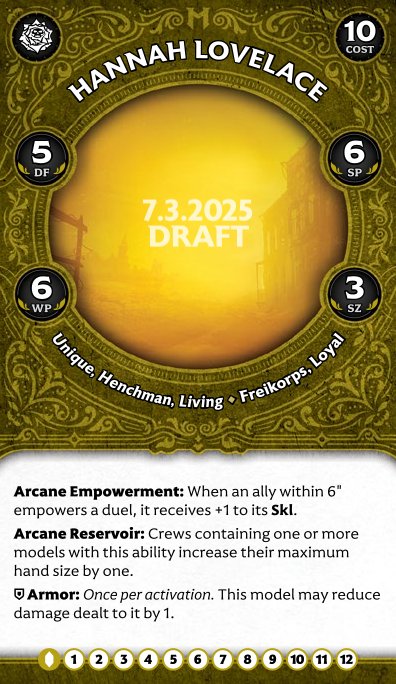 10
COST
HANNAH LOVELACE
5
DF
6
SP
7.3.2025
DRAFT
6
WP
3
SZ
Unique, Henchman, Living ⬥ Freikorps, Loyal
Arcane Empowerment: When an ally within 6"
empowers a duel, it receives +1 to its Skl.
Arcane Reservoir: Crews containing one or more
models with this ability increase their maximum
hand size by one.
Armor: Once per activation. This model may reduce
damage dealt to it by 1.
1 2 3 4 5 6 7 8 9 10 11 12